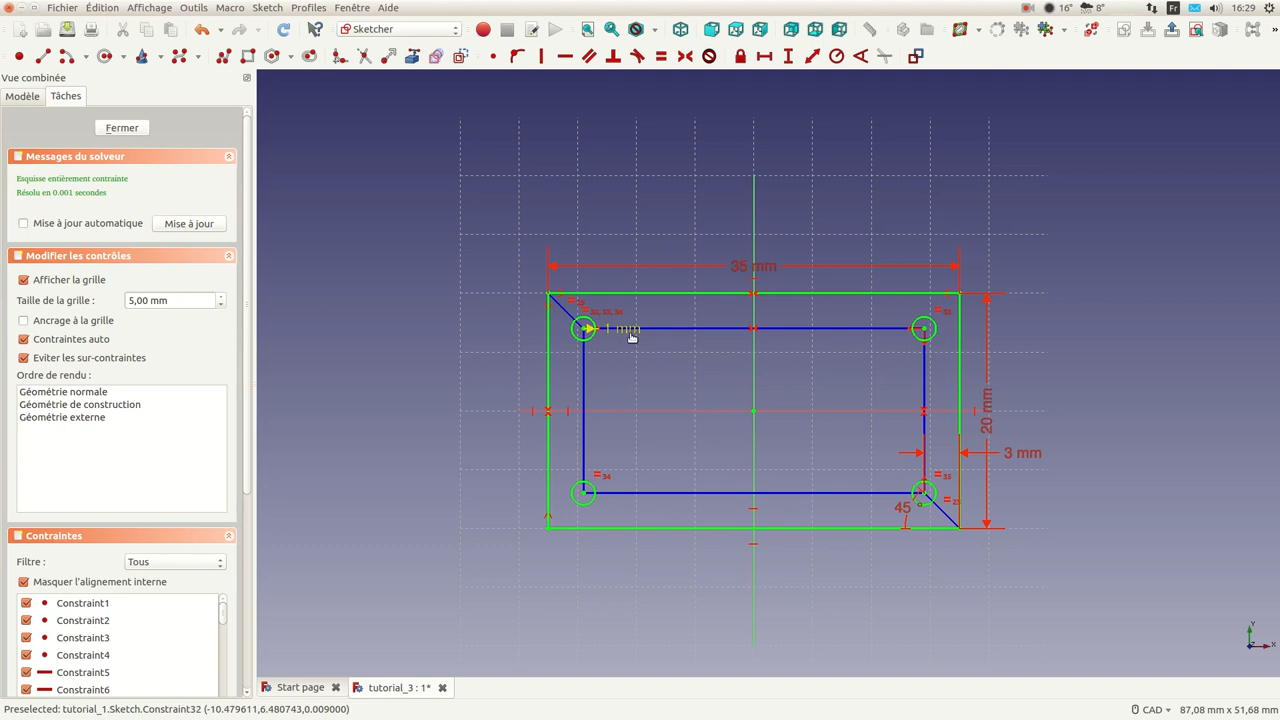 Fichier Édition Affichage Outils Macro Sketch Profiles Fenêtre Aide
16° 8° Fr 16:29
Sketcher
»
Vue combinée
Modèle Tâches
Fermer
Messages du solveur
Esquisse entièrement contrainte
Résolu en 0.001 secondes
Mise à jour automatique Mise à jour
Modifier les contrôles
Afficher la grille
Taille de la grille : 5,00 mm
Ancrage à la grille
Contraintes auto
Eviter les sur-contraintes
Ordre de rendu :
Géométrie normale
Géométrie de construction
Géométrie externe
Contraintes
Filtre : Tous
Masquer l'alignement interne
Constraint1
Constraint2
Constraint3
Constraint4
Constraint5
Constraint6
35 mm
1 mm
20 mm
3 mm
34
45°
Y
Z X
Start page tutorial_3 : 1*
Preselected: tutorial_1.Sketch.Constraint32 (-10.479611,6.480743,0.009000) CAD 87,08 mm x 51,68 mm